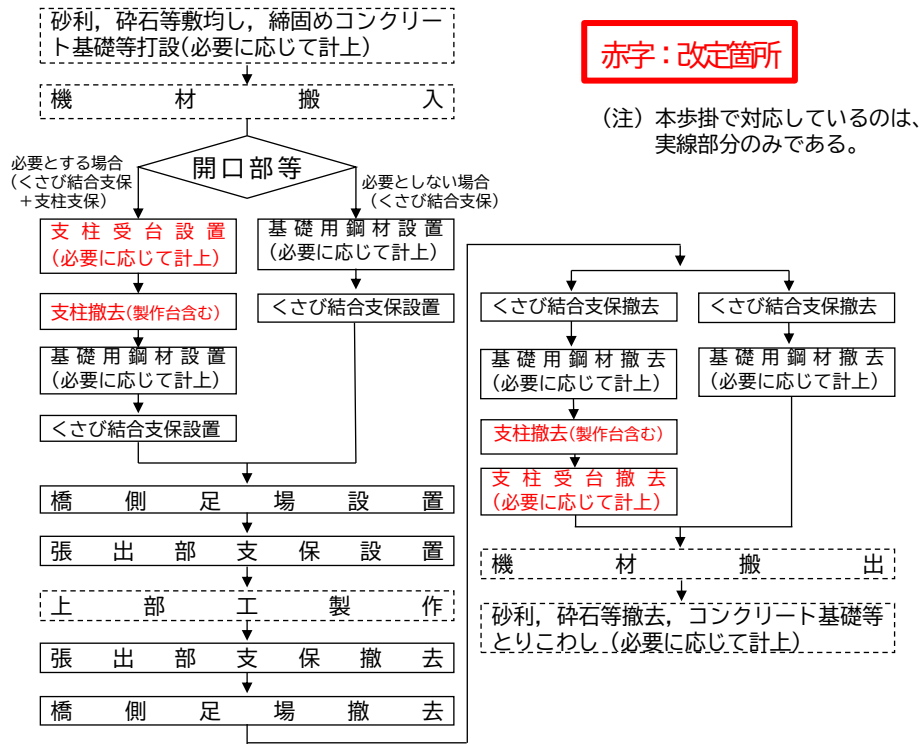 砂利，砕石等敷均し，締固めコンクリー
ト基礎等打設(必要に応じて計上)
機材搬入
開口部等
必要とする場合
（くさび結合支保
＋支柱支保）
必要としない場合
（くさび結合支保）
支柱受台設置
（必要に応じて計上）
支柱撤去(製作台含む)
基礎用鋼材設置
（必要に応じて計上）
くさび結合支保設置
基礎用鋼材設置
（必要に応じて計上）
くさび結合支保設置
橋側足場設置
張出部支保設置
上部工製作
張出部支保撤去
橋側足場撤去
赤字：改定箇所
（注）本歩掛で対応しているのは、
実線部分のみである。
くさび結合支保撤去
基礎用鋼材撤去
（必要に応じて計上）
支柱撤去(製作台含む)
支柱受台撤去
（必要に応じて計上）
くさび結合支保撤去
基礎用鋼材撤去
（必要に応じて計上）
機材搬出
砂利，砕石等撤去，コンクリート基礎等
とりこわし（必要に応じて計上）